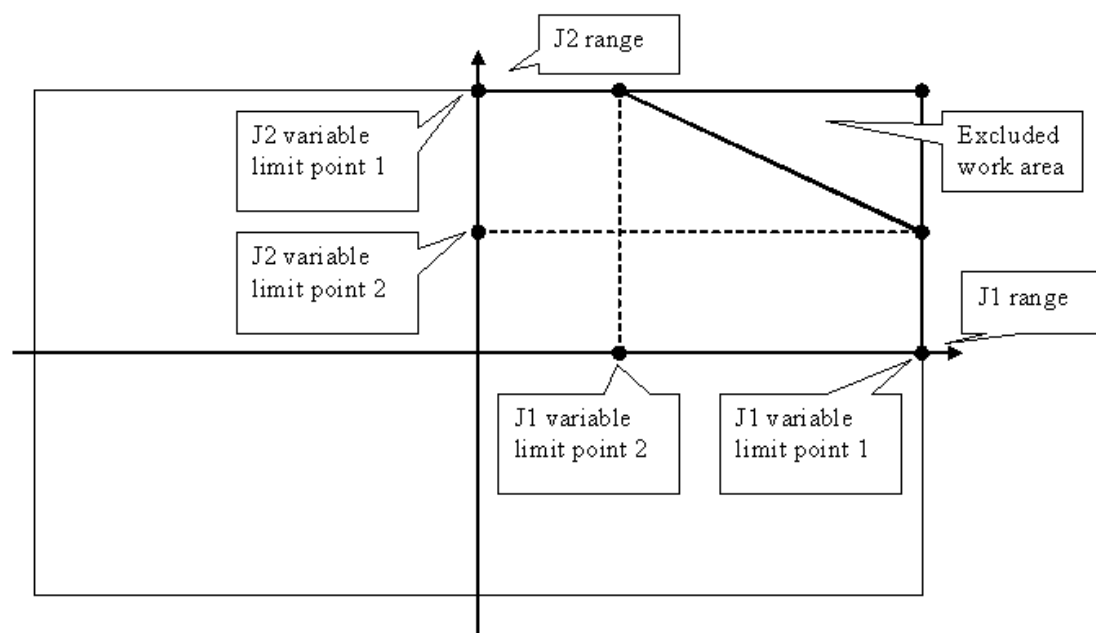 J2 range
J2 variable
limit point 1
Excluded
work area
J2 variable
limit point 2
J1 range
J1 variable
limit point 2
J1 variable
limit point 1